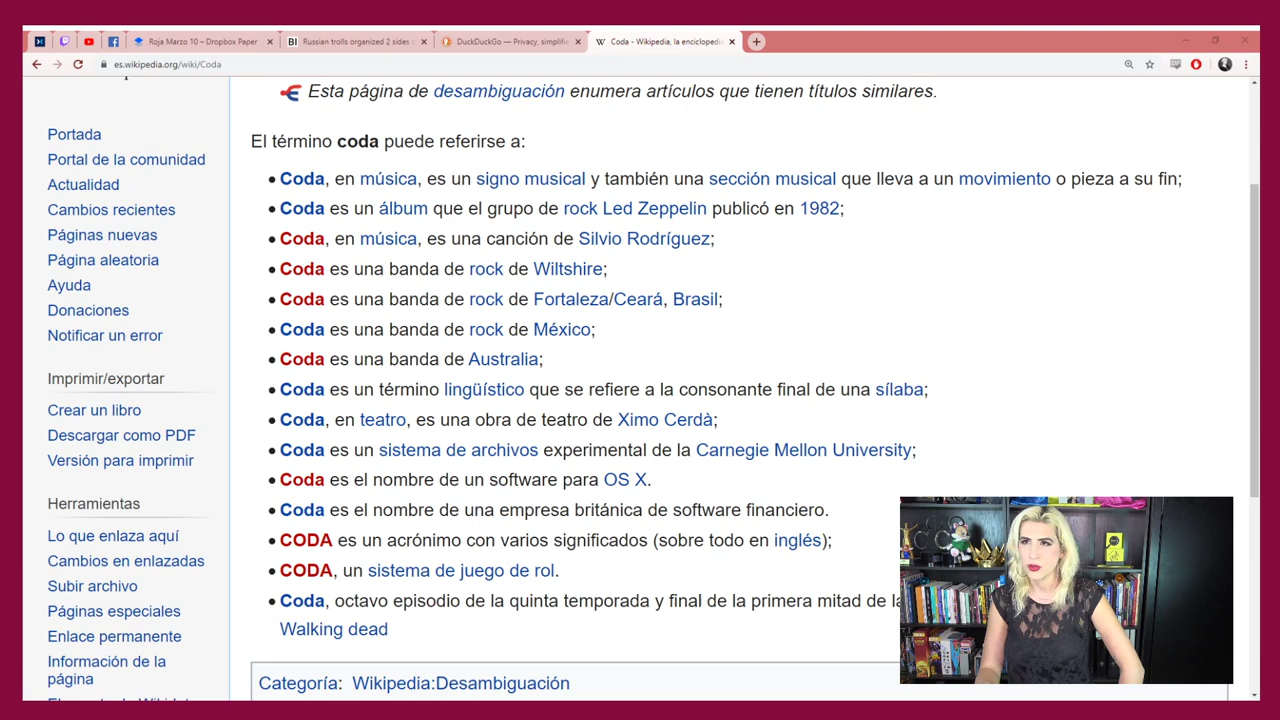 Roja Marzo 10 – Dropbox Paper
BI Russian trolls organized 2 sides
DuckDuckGo — Privacy, simplifie
W Coda - Wikipedia, la enciclopedi
es.wikipedia.org/wiki/Coda
Esta página de desambiguación enumera artículos que tienen títulos similares.
El término coda puede referirse a:
• Coda, en música, es un signo musical y también una sección musical que lleva a un movimiento o pieza a su fin;
• Coda es un álbum que el grupo de rock Led Zeppelin publicó en 1982;
• Coda, en música, es una canción de Silvio Rodríguez;
• Coda es una banda de rock de Wiltshire;
• Coda es una banda de rock de Fortaleza/Ceará, Brasil;
• Coda es una banda de rock de México;
• Coda es una banda de Australia;
• Coda es un término lingüístico que se refiere a la consonante final de una sílaba;
• Coda, en teatro, es una obra de teatro de Ximo Cerdà;
• Coda es un sistema de archivos experimental de la Carnegie Mellon University;
• Coda es el nombre de un software para OS X.
• Coda es el nombre de una empresa británica de software financiero.
• CODA es un acrónimo con varios significados (sobre todo en inglés);
• CODA, un sistema de juego de rol.
• Coda, octavo episodio de la quinta temporada y final de la primera mitad de la
Walking dead
Categoría: Wikipedia:Desambiguación
Portada
Portal de la comunidad
Actualidad
Cambios recientes
Páginas nuevas
Página aleatoria
Ayuda
Donaciones
Notificar un error
Imprimir/exportar
Crear un libro
Descargar como PDF
Versión para imprimir
Herramientas
Lo que enlaza aquí
Cambios en enlazadas
Subir archivo
Páginas especiales
Enlace permanente
Información de la
página